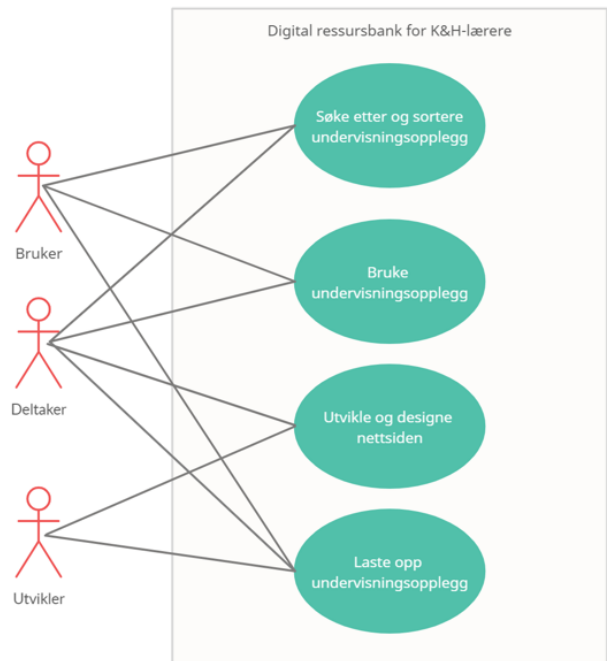 Digital ressursbank for K&H-lærere
Søke etter og sortere
undervisningsopplegg
Bruker
Bruke
undervisningsopplegg
Deltaker
Utvikle og designe
nettsiden
Utvikler
Laste opp
undervisningsopplegg